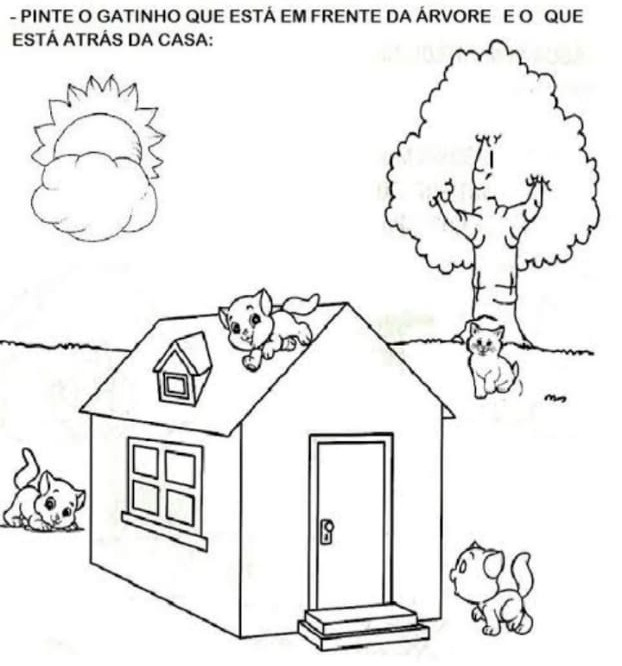 - PINTE O GATINHO QUE ESTÁ EM FRENTE DA ÁRVORE E O QUE
ESTÁ ATRÁS DA CASA: